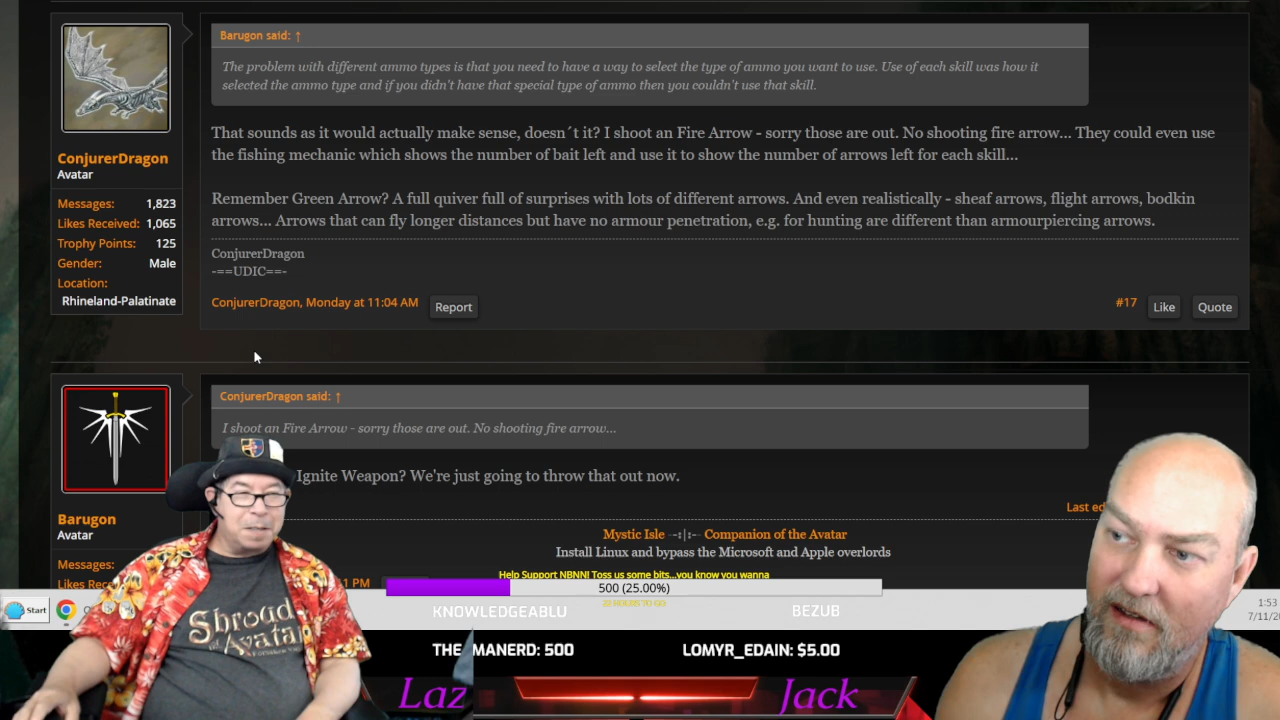 Barugon said: ↑
The problem with different ammo types is that you need to have a way to select the type of ammo you want to use. Use of each skill was how it
selected the ammo type and if you didn't have that special type of ammo then you couldn't use that skill.
That sounds as it would actually make sense, doesn´t it? I shoot an Fire Arrow - sorry those are out. No shooting fire arrow... They could even use
the fishing mechanic which shows the number of bait left and use it to show the number of arrows left for each skill...
Remember Green Arrow? A full quiver full of surprises with lots of different arrows. And even realistically - sheaf arrows, flight arrows, bodkin
arrows... Arrows that can fly longer distances but have no armour penetration, e.g. for hunting are different than armourpiercing arrows.
ConjurerDragon
Avatar
Messages: 1,823
Likes Received: 1,065
Trophy Points: 125
Gender: Male
Location:
Rhineland-Palatinate
ConjurerDragon
-==UDIC==-
ConjurerDragon, Monday at 11:04 AM Report #17 Like Quote
ConjurerDragon said: ↑
I shoot an Fire Arrow - sorry those are out. No shooting fire arrow...
Ignite Weapon? We're just going to throw that out now.
Last
Barugon
Avatar
Messages:
Likes
Mystic Isle --:|:-- Companion of the Avatar
Install Linux and bypass the Microsoft and Apple overlords
PM
Help Support NBNN! Toss us some bits...you know you wanna
500 (25.00%)
HOURS TO GO
Start
1:53
KNOWLEDGEABLU
BEZUB
Shroud
of
Avatar
THE MANERD: 500
LOMYR_EDAIN: $5.00
Laz
Jack